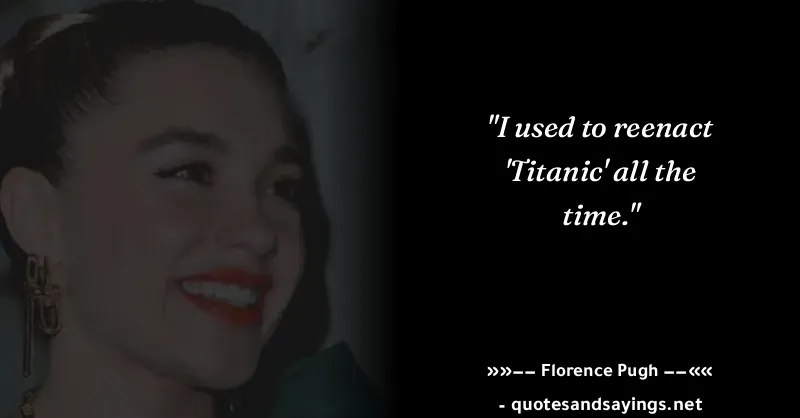 "I used to reenact
'Titanic' all the
time."
»»−− Florence Pugh −−««
- quotesandsayings.net